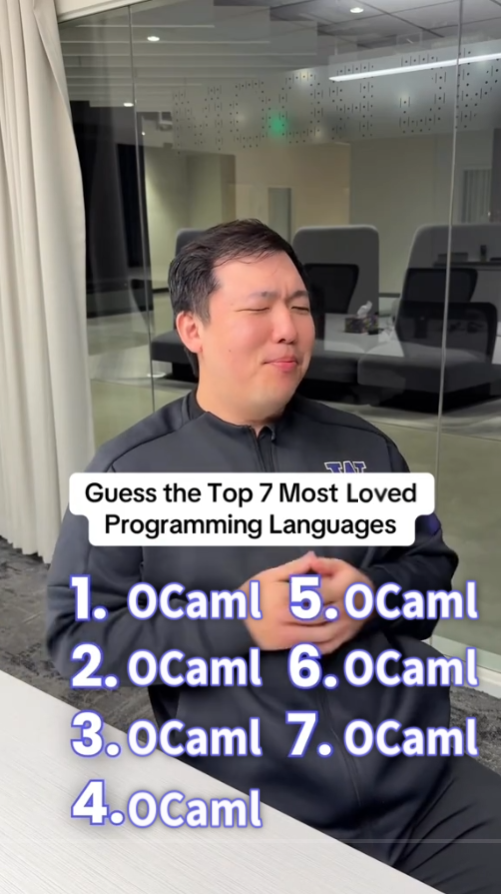 W
Guess the Top 7 Most Loved
Programming Languages
1. OCaml
2. OCaml
3. OCaml
4. OCaml
5. OCaml
6. OCaml
7. OCaml